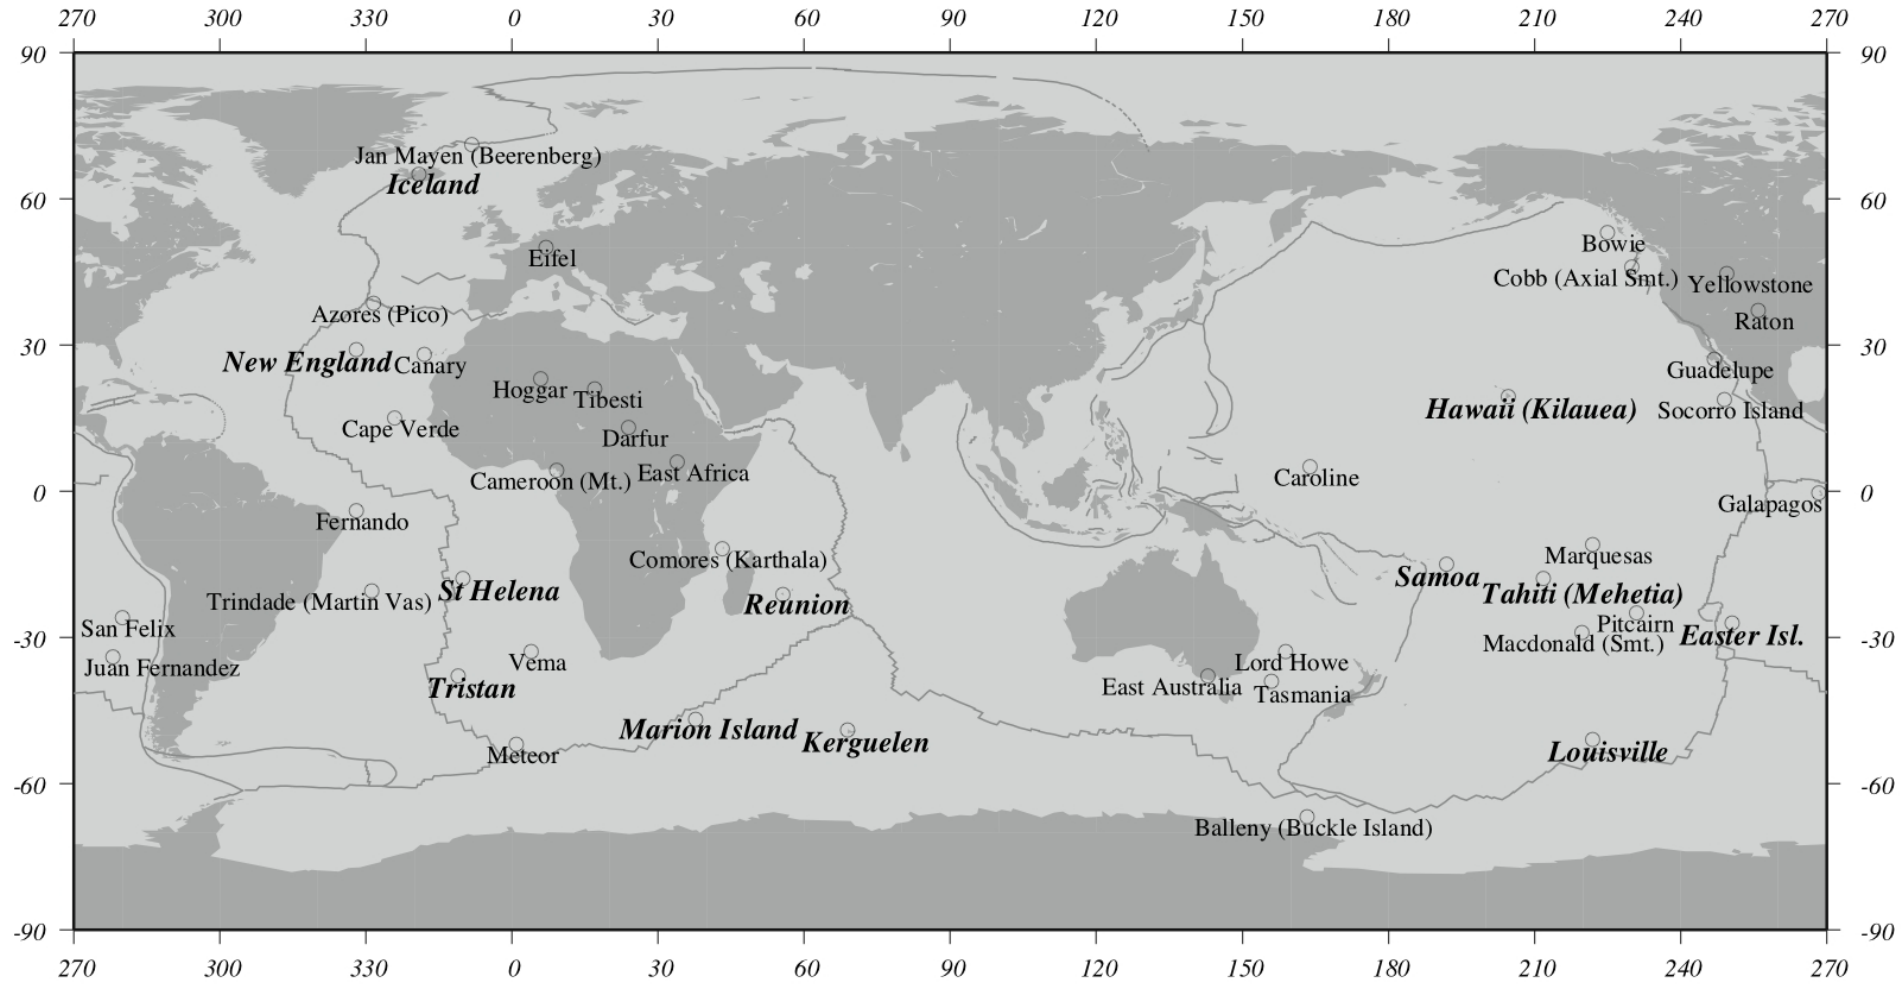 270 300 330 0 30 60 90 120 150 180 210 240 270
90 90
Jan Mayen (Beerenberg)
Iceland
60 60
Bowie
Eifel
Cobb (Axial Smt.) Yellowstone
Azores (Pico)
Raton
30 30
New England Canary
Guadelupe
Hoggar Tibesti
Hawaii (Kilauea) Socorro Island
Cape Verde
Darfur
East Africa
Cameroon (Mt.)
Caroline
0 0
Galapagos
Fernando
Comores (Karthala)
Marquesas
Samoa
St Helena
Tahiti (Mehetia)
Trindade (Martin Vas)
Reunion
San Felix
Pitcairn
-30 -30
Easter Isl.
Macdonald (Smt.)
Juan Fernandez
Vema
Lord Howe
Tristan
East Australia
Tasmania
Marion Island
Kerguelen
Meteor
Louisville
-60 -60
Balleny (Buckle Island)
-90 -90
270 300 330 0 30 60 90 120 150 180 210 240 270